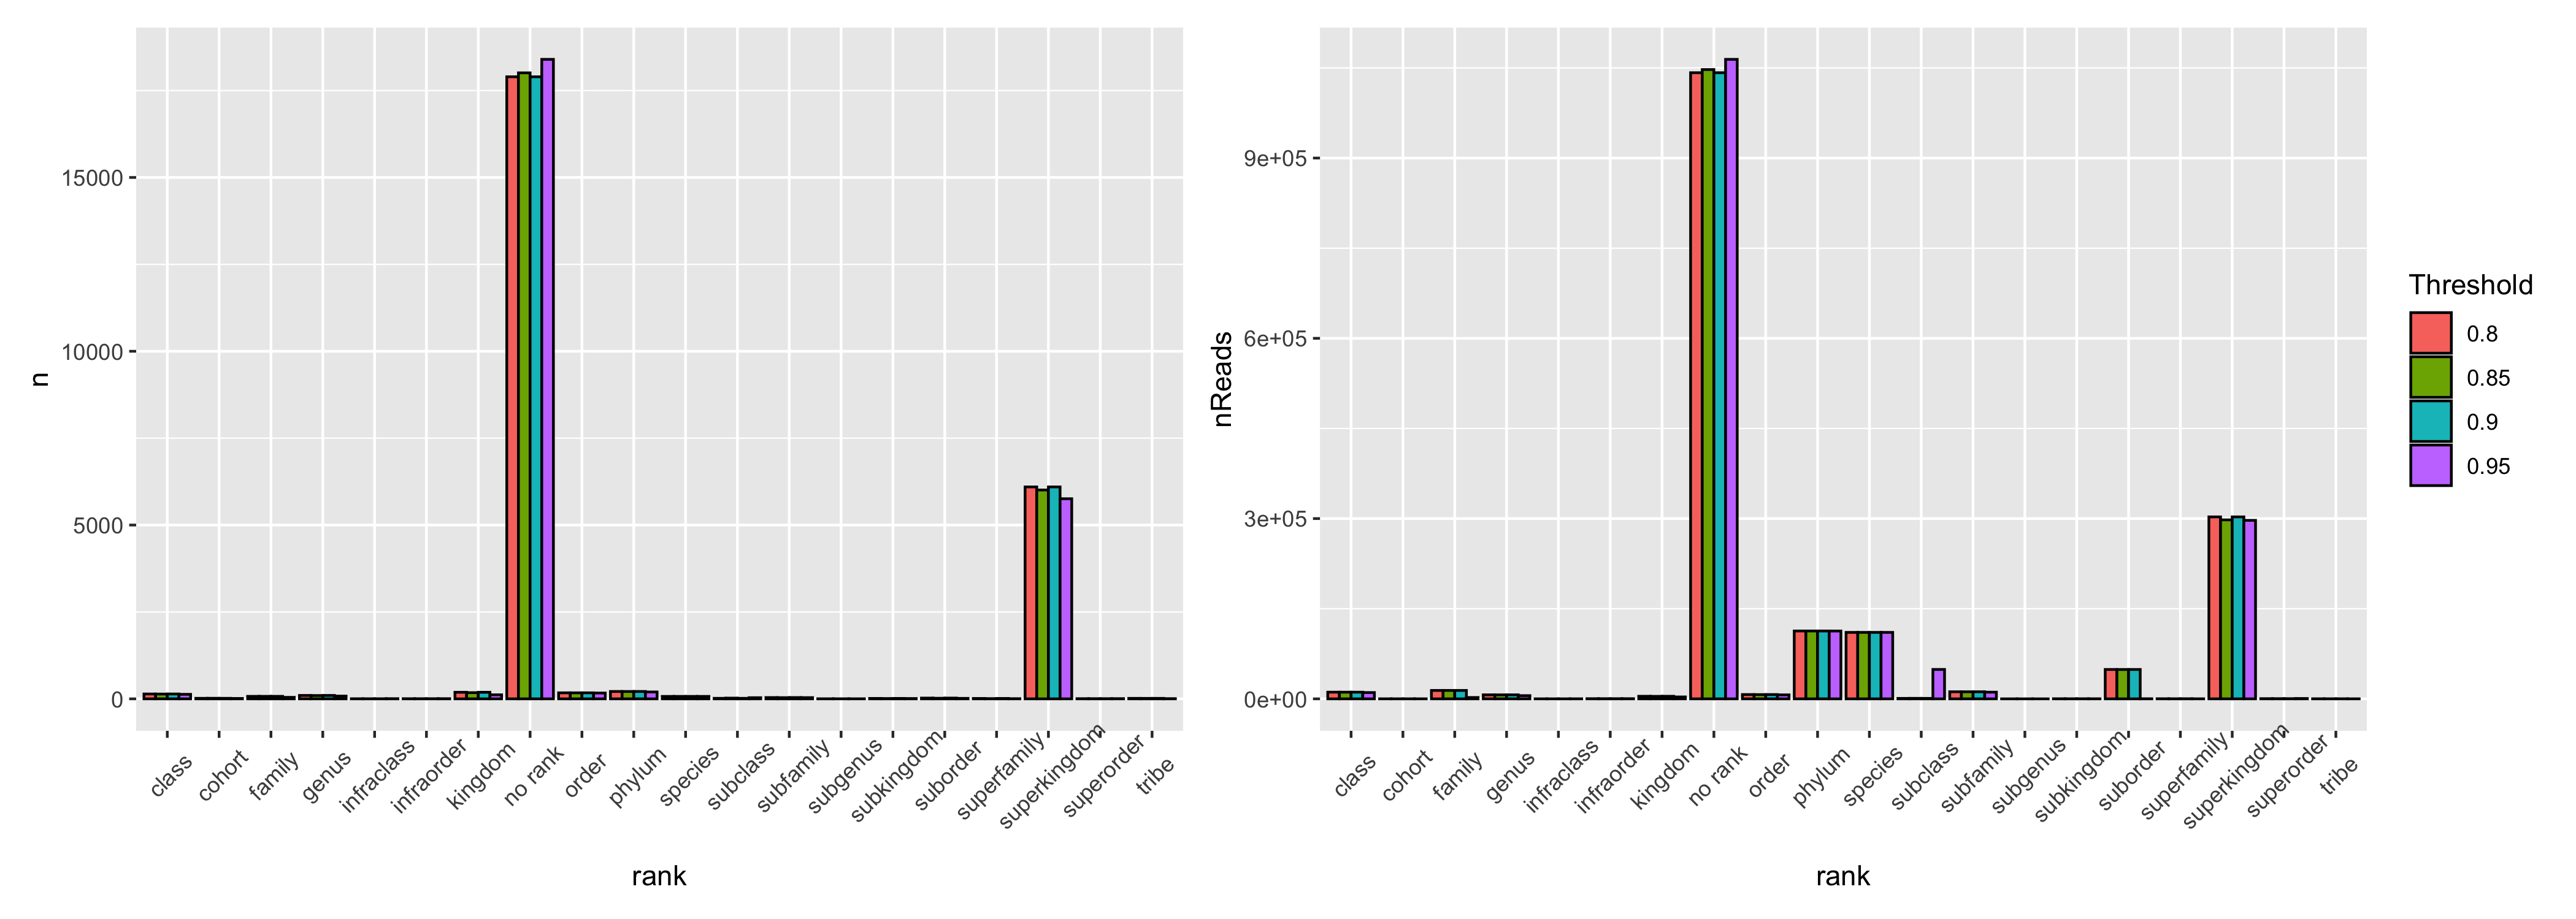 n
15000
10000
5000
0
class
cohort
family
genus
infraclass
infraorder
kingdom
no rank
order
phylum
species
subclass
subfamily
subgenus
subkingdom
suborder
superfamily
superkingdom
superorder
tribe
rank
nReads
9e+05
6e+05
3e+05
0e+00
class
cohort
family
genus
infraclass
infraorder
kingdom
no rank
order
phylum
species
subclass
subfamily
subgenus
subkingdom
suborder
superfamily
superkingdom
superorder
tribe
rank
Threshold
0.8
0.85
0.9
0.95